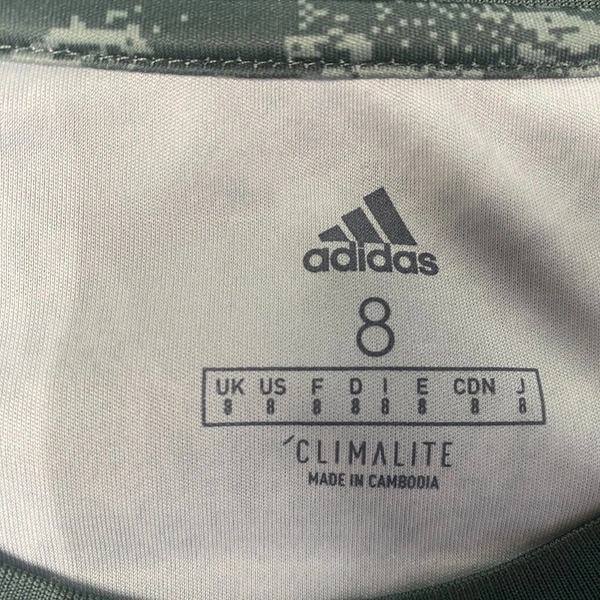 adidas
8
UK US F D I E CDN J
8 8 8 8 8 8 8 8
CLIMALITE
MADE IN CAMBODIA